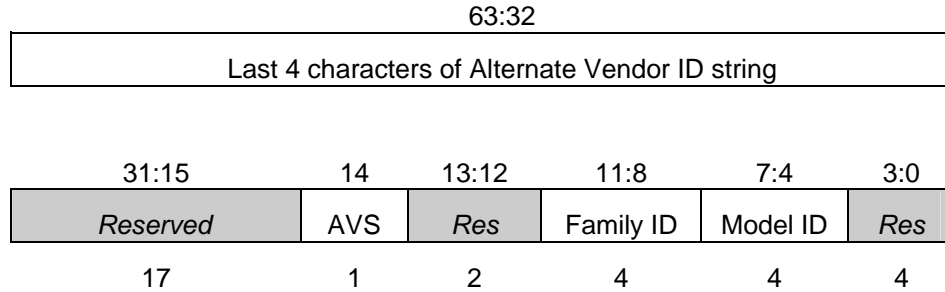 63:32
Last 4 characters of Alternate Vendor ID string
31:15 14 13:12 11:8 7:4 3:0
Reserved AVS Res Family ID Model ID Res
17 1 2 4 4 4